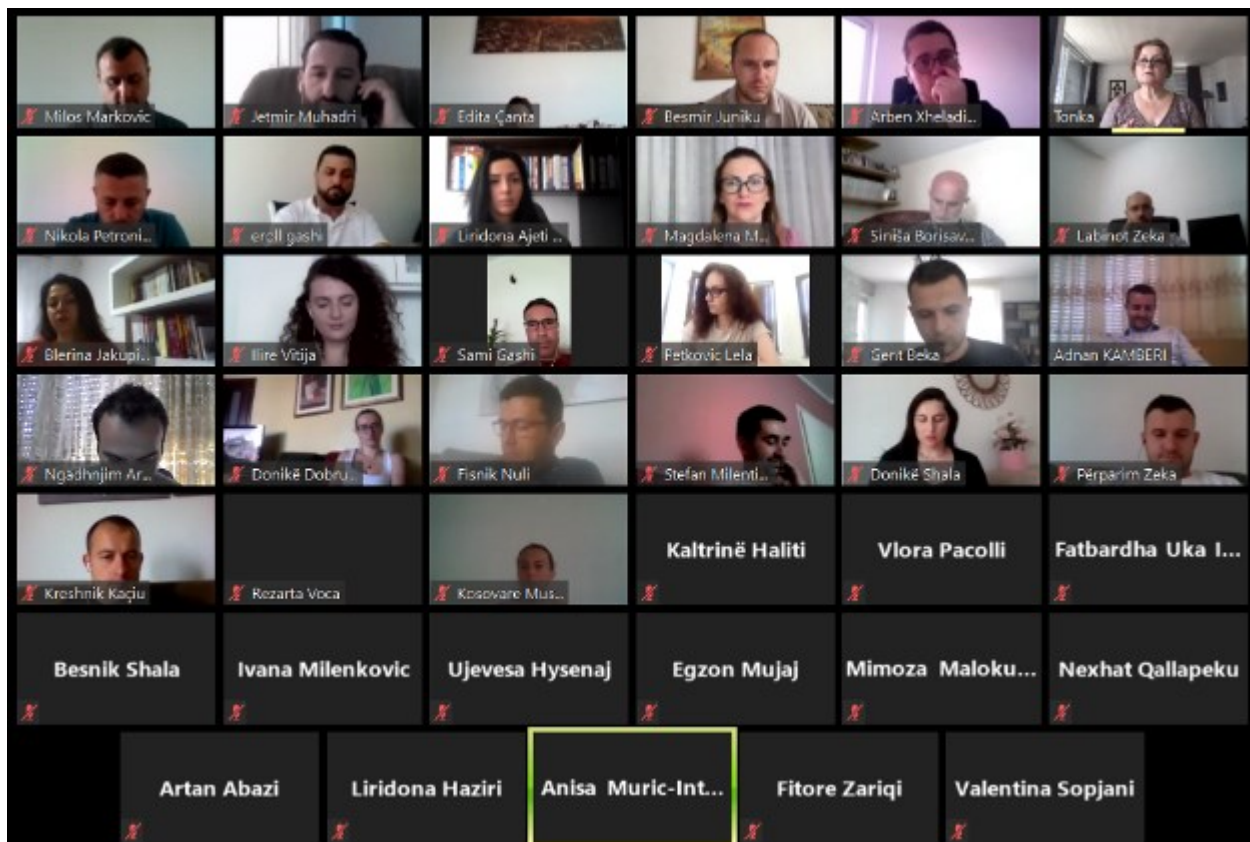 Milos Markovic
Jetmir Muhadri
Edita Çanta
Besmir Juniku
Arben Xheladi...
Tonka
Nikola Petroni...
eroll gashi
Liridona Ajeti ...
Magdalena M...
Siniša Borisav...
Labinot Zeka
Blerina Jakupi...
Ilire Vitija
Sami Gashi
Petkovic Lela
Gent Beka
Adnan KAMBERI
Ngadhnjim Ar...
Donikë Dobru...
Fisnik Nuli
Stefan Milenti...
Donikë Shala
Përparim Zeka
Kreshnik Kaçiu
Rezarta Voca
Kosovare Mus...
Kaltrinë Haliti
Vlora Pacolli
Fatbardha Uka I...
Besnik Shala
Ivana Milenkovic
Ujevesa Hysenaj
Egzon Mujaj
Mimoza Maloku...
Nexhat Qallapeku
Artan Abazi
Liridona Haziri
Anisa Muric-Int...
Fitore Zariqi
Valentina Sopjani